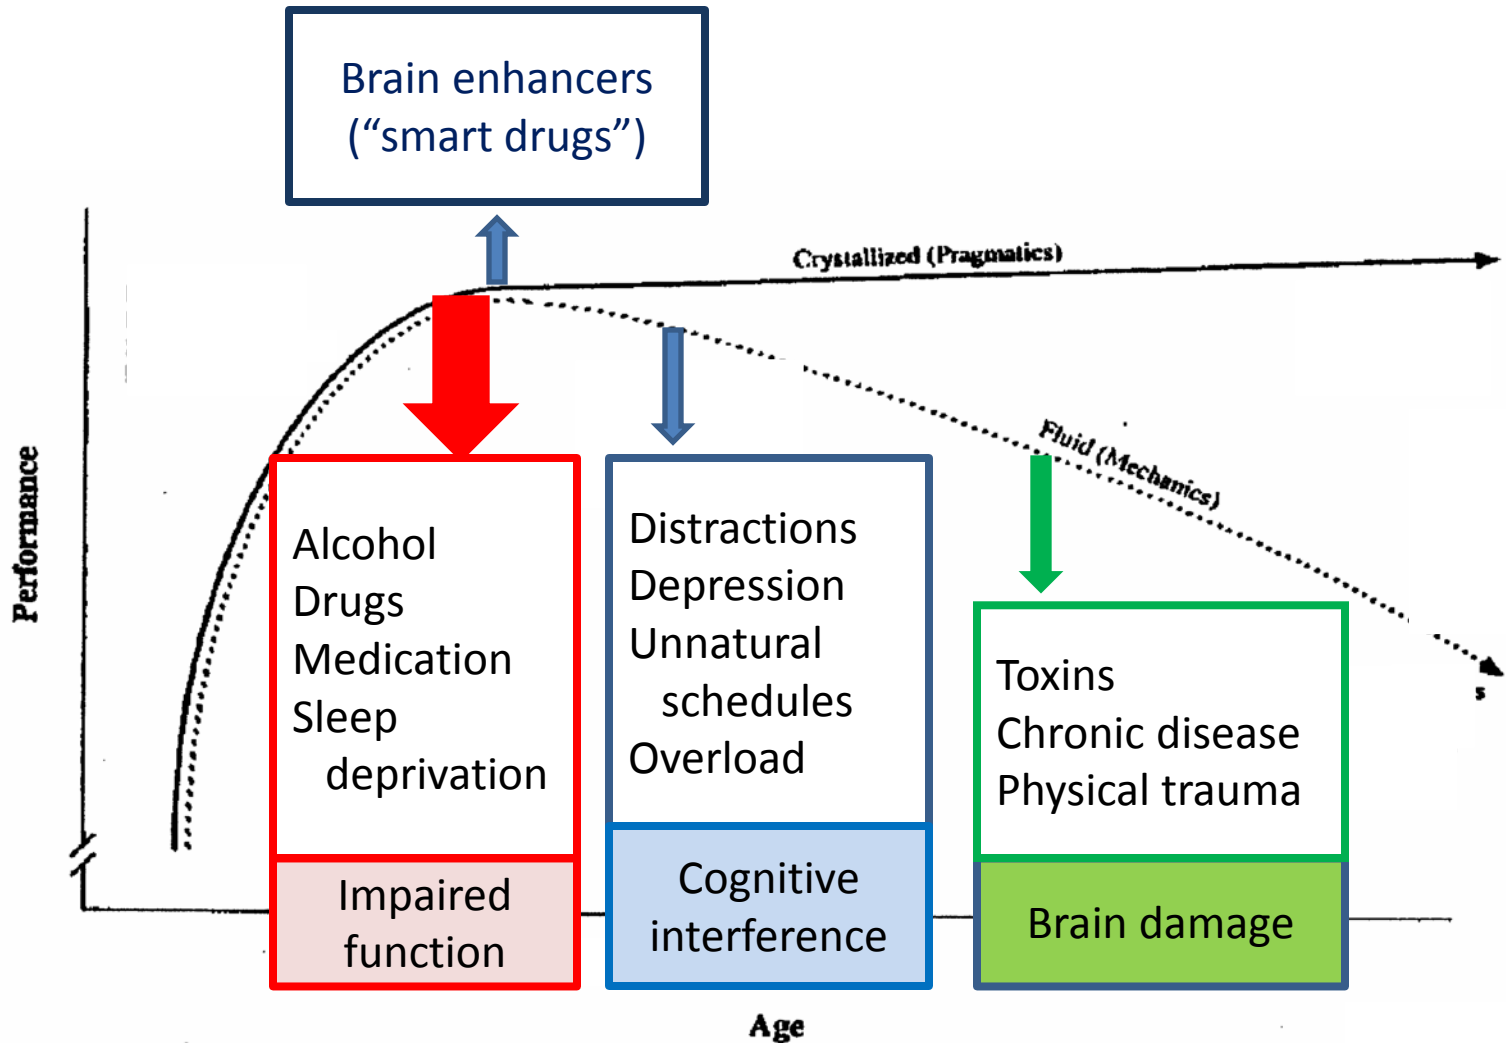 Brain enhancers
(“smart drugs”)
Crystallized (Pragmatics)
Fluid (Mechanics)
Performance
Alcohol
Drugs
Medication
Sleep
deprivation
Impaired
function
Distractions
Depression
Unnatural
schedules
Overload
Cognitive
interference
Toxins
Chronic disease
Physical trauma
Brain damage
s
Age